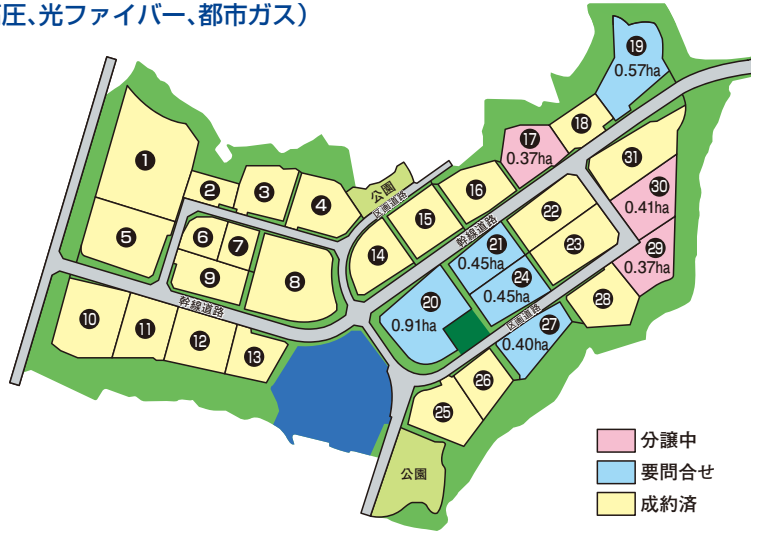 圧、光ファイバー、都市ガス）
19
0.57ha
17
0.37ha
18
31
30
0.41ha
29
0.37ha
1
2
3
4
公園
区画道路
16
15
14
幹線道路
22
23
21
0.45ha
24
0.45ha
5
6
7
9
8
幹線道路
20
0.91ha
区画道路
28
27
0.40ha
10
11
12
13
26
25
公園
分譲中
要問合せ
成約済